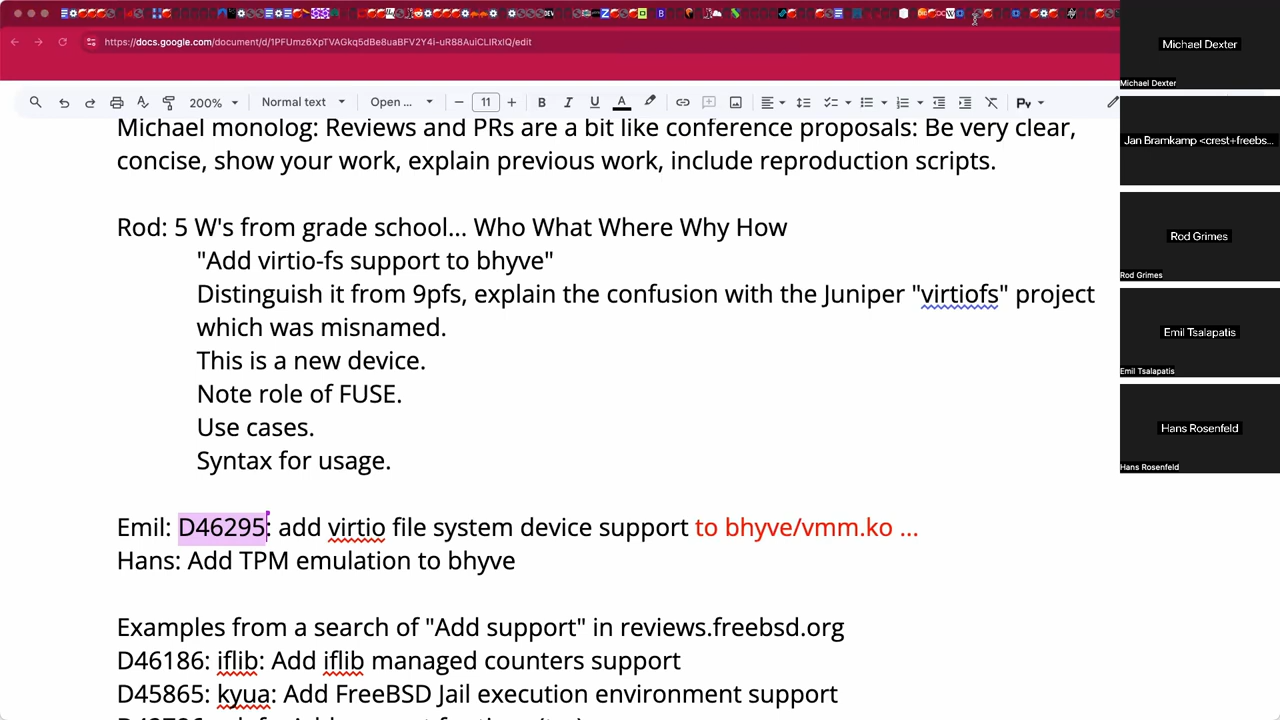 https://docs.google.com/document/d/1PFUmz6XpTVAGkq5dBe8uaBFV2Y4i-uR88AuiCLIRxIQ/edit
200% Normal text Open ... 11 B I U A
Michael monolog: Reviews and PRs are a bit like conference proposals: Be very clear,
concise, show your work, explain previous work, include reproduction scripts.
Rod: 5 W's from grade school... Who What Where Why How
"Add virtio-fs support to bhyve"
Distinguish it from 9pfs, explain the confusion with the Juniper "virtiofs" project
which was misnamed.
This is a new device.
Note role of FUSE.
Use cases.
Syntax for usage.
Emil: D46295: add virtio file system device support to bhyve/vmm.ko ...
Hans: Add TPM emulation to bhyve
Examples from a search of "Add support" in reviews.freebsd.org
D46186: iflib: Add iflib managed counters support
D45865: kyua: Add FreeBSD Jail execution environment support
Michael Dexter
Michael Dexter
Jan Bramkamp <crest+freebs...
Rod Grimes
Rod Grimes
Emil Tsalapatis
Emil Tsalapatis
Hans Rosenfeld
Hans Rosenfeld